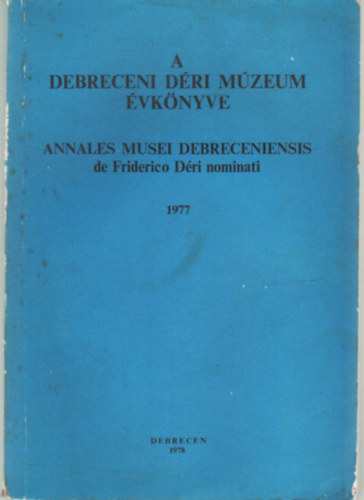 A
DEBRECENI DÉRI MÚZEUM
ÉVKÖNYVE
ANNALES MUSEI DEBRECENIENSIS
de Friderico Déri nominati
1977
DEBRECEN
1978